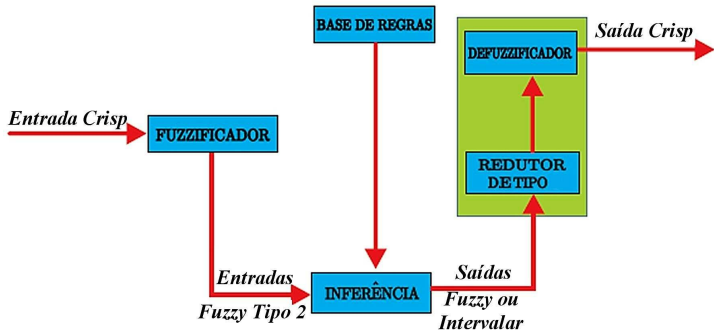 BASE DE REGRAS
DEFUZZIFICADOR
Saída Crisp
Entrada Crisp
FUZZIFICADOR
REDUTOR
DE TIPO
Entradas
Fuzzy Tipo 2
INFERÊNCIA
Saídas
Fuzzy ou
Intervalar